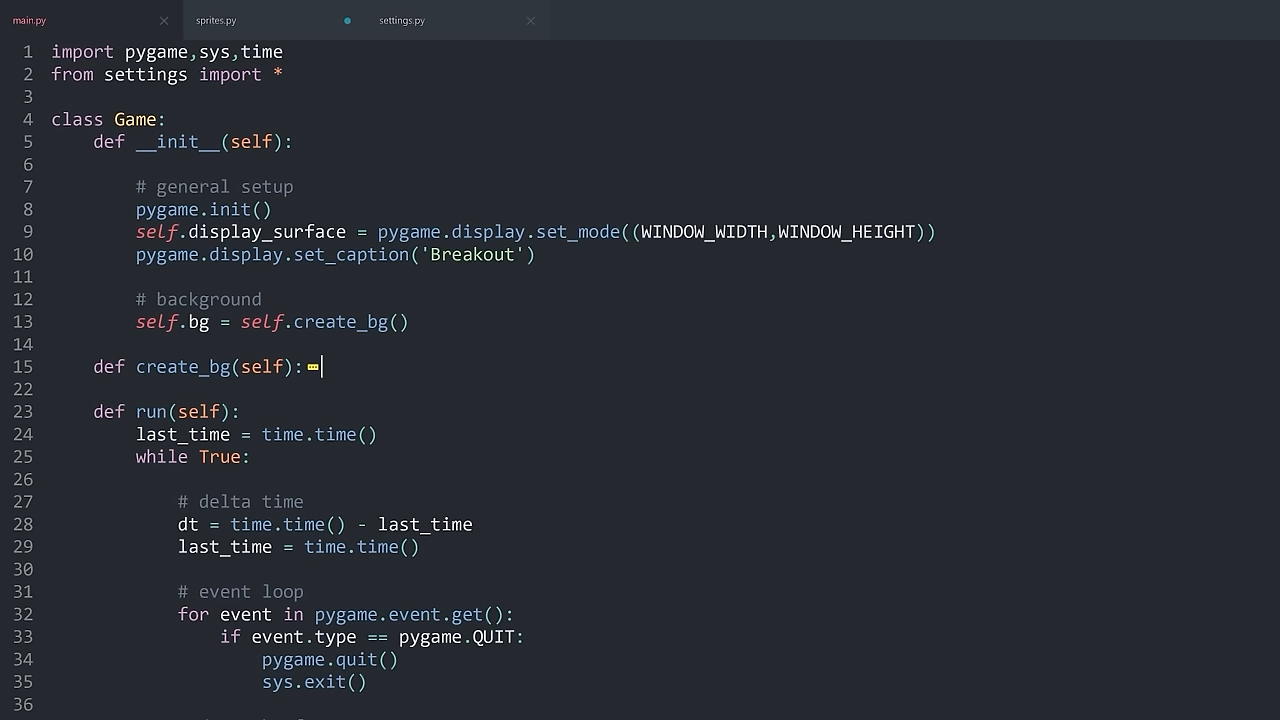 main.py
sprites.py
settings.py
1 import pygame,sys,time
2 from settings import *
3
4 class Game:
5     def __init__(self):
6
7         # general setup
8         pygame.init()
9         self.display_surface = pygame.display.set_mode((WINDOW_WIDTH,WINDOW_HEIGHT))
10         pygame.display.set_caption('Breakout')
11
12         # background
13         self.bg = self.create_bg()
14
15     def create_bg(self):
22
23     def run(self):
24         last_time = time.time()
25         while True:
26
27             # delta time
28             dt = time.time() - last_time
29             last_time = time.time()
30
31             # event loop
32             for event in pygame.event.get():
33                 if event.type == pygame.QUIT:
34                     pygame.quit()
35                     sys.exit()
36